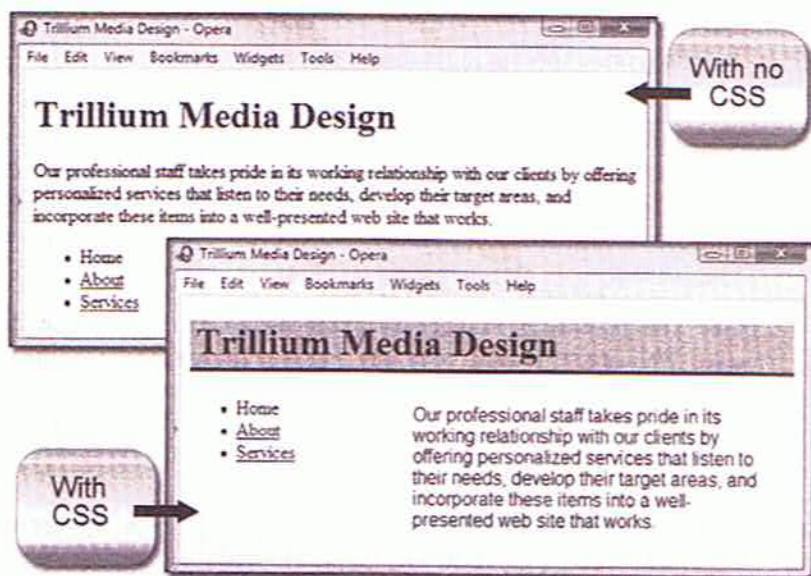 Trillium Media Design - Opera
File Edit View Bookmarks Widgets Tools Help
Trillium Media Design
Our professional staff takes pride in its working relationship with our clients by offering
personalized services that listen to their needs, develop their target areas, and
incorporate these items into a well-presented web site that works.
• Home
• About
• Services
With no
CSS
Trillium Media Design - Opera
File Edit View Bookmarks Widgets Tools Help
Trillium Media Design
• Home
• About
• Services
Our professional staff takes pride in its
working relationship with our clients by
offering personalized services that listen to
their needs, develop their target areas, and
incorporate these items into a well-
presented web site that works.
With
CSS